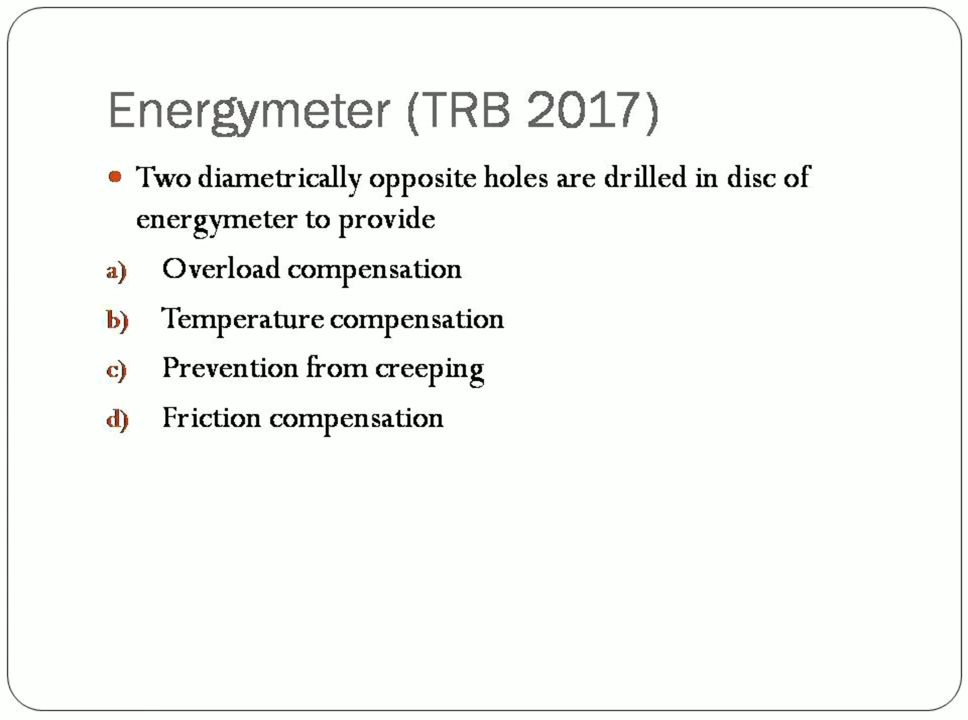 Energymeter (TRB 2017)
• Two diametrically opposite holes are drilled in disc of
energymeter to provide
a) Overload compensation
b) Temperature compensation
c) Prevention from creeping
d) Friction compensation